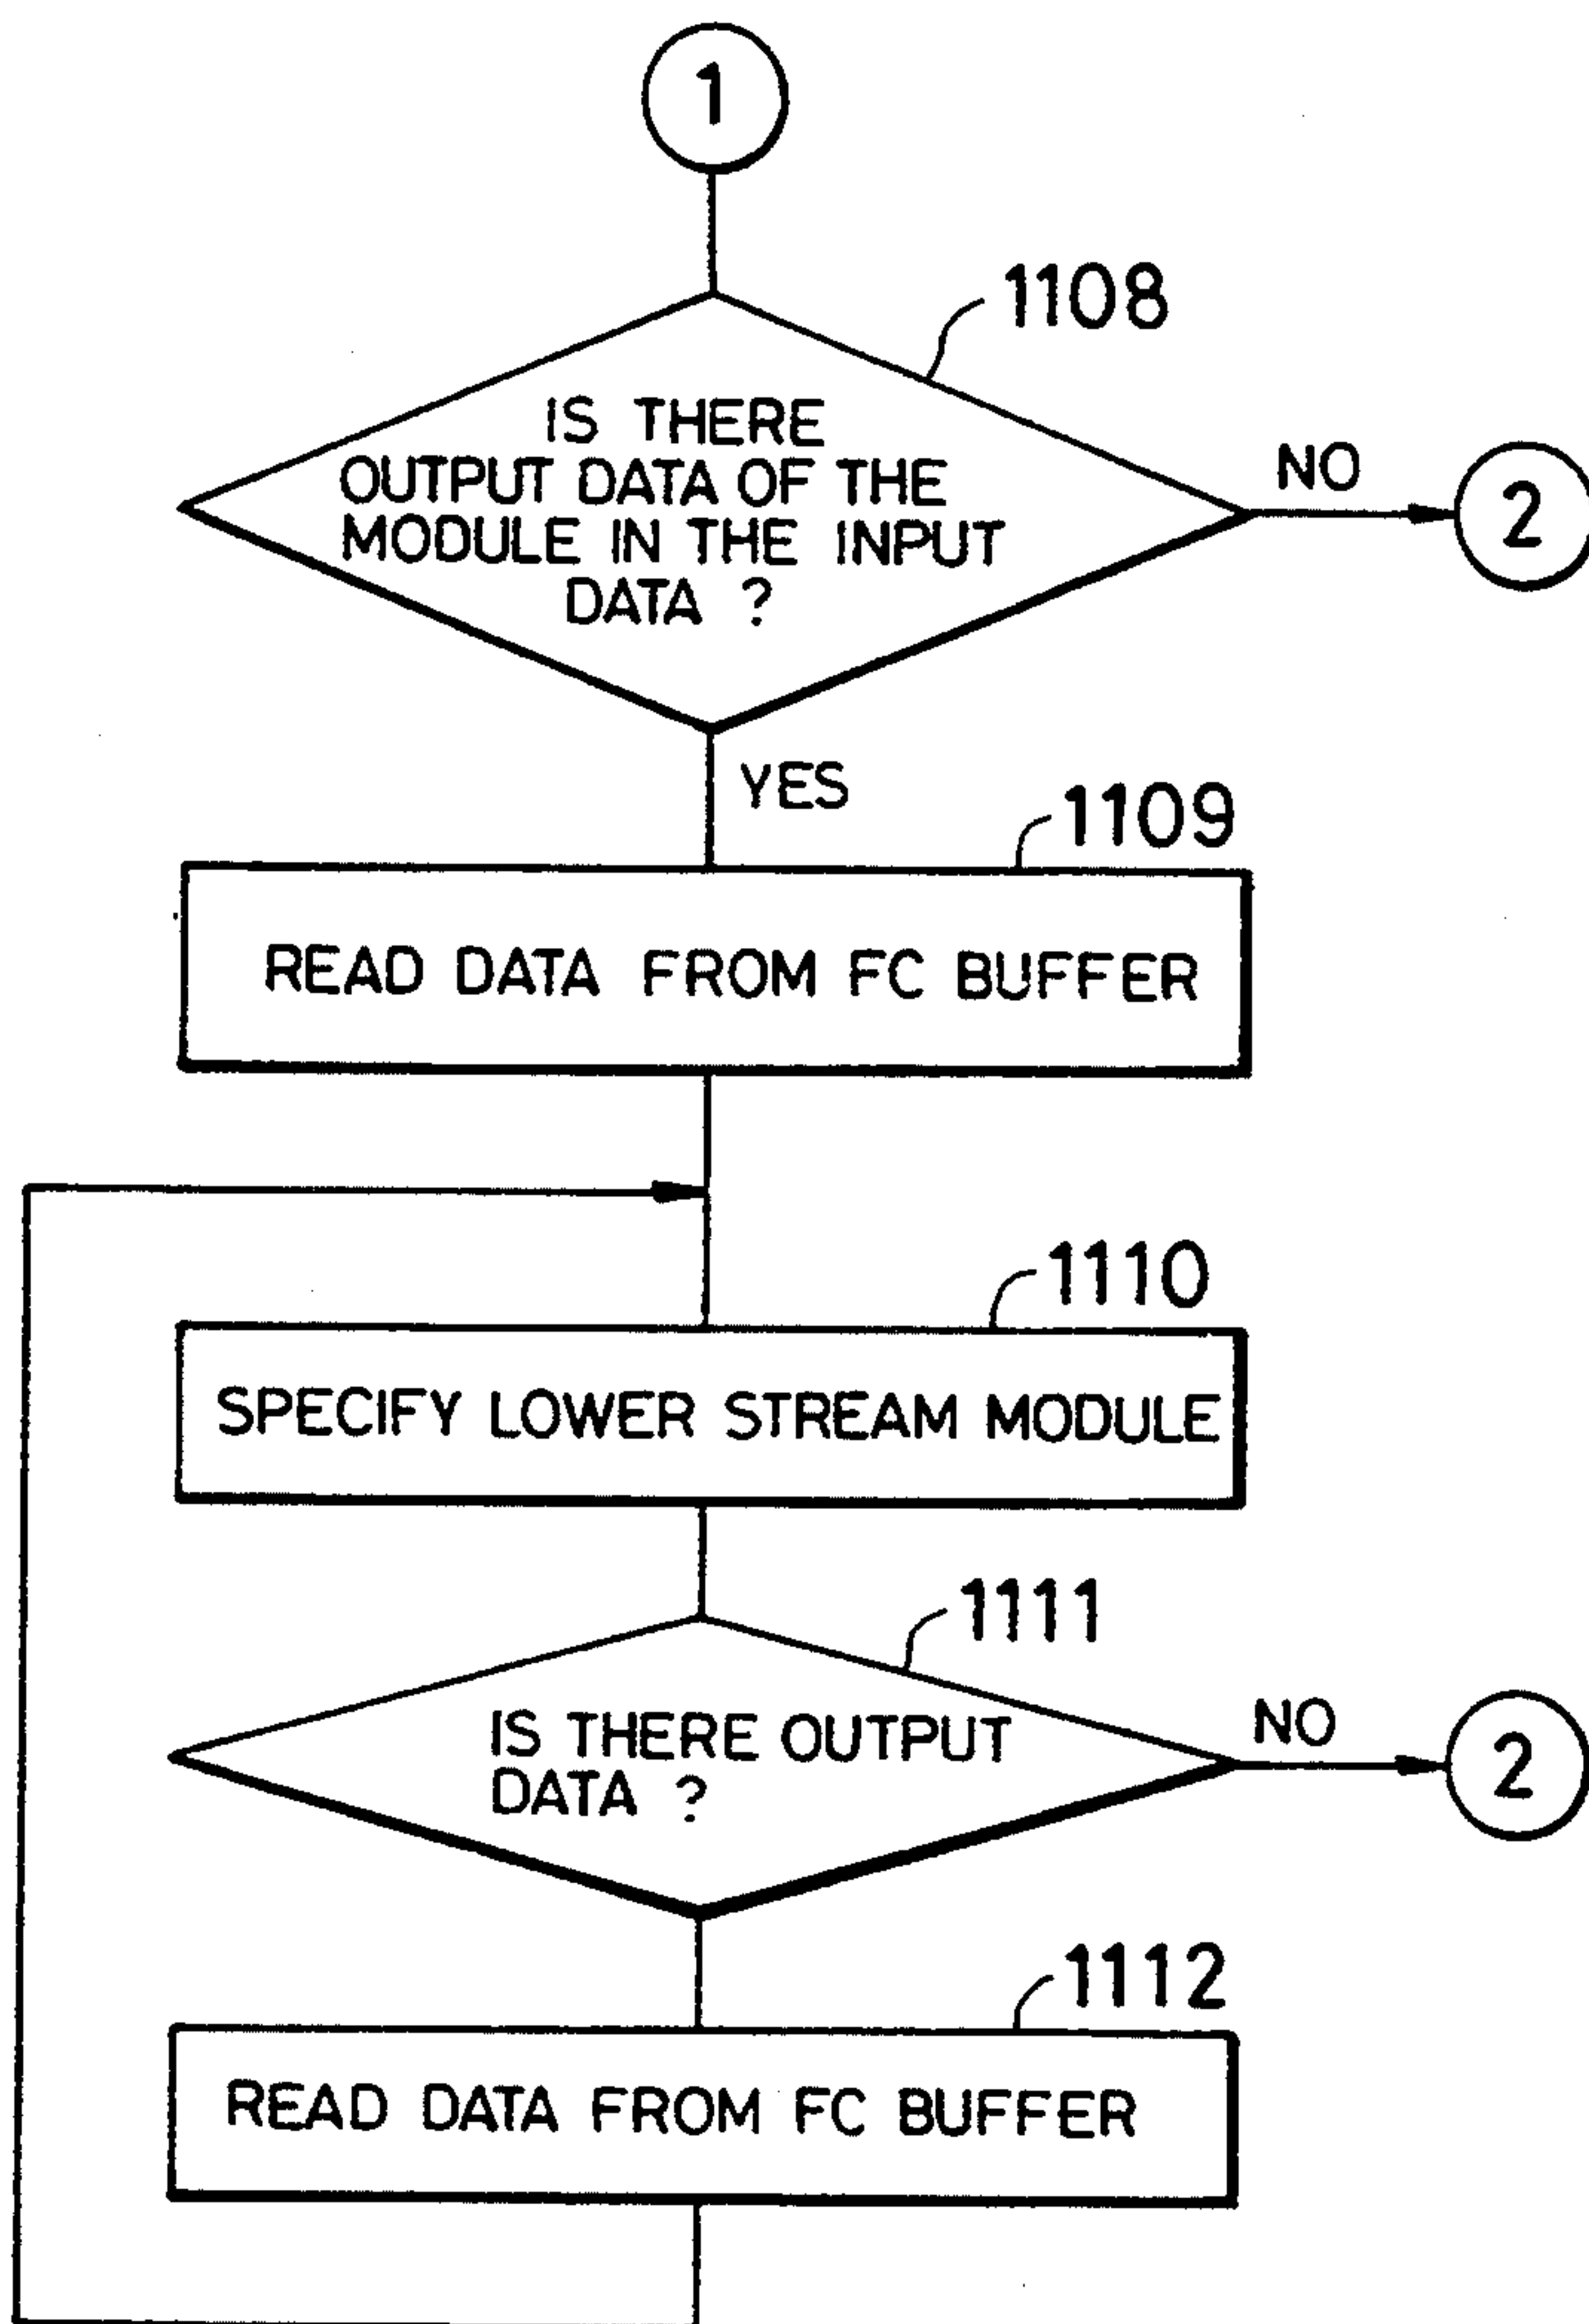 1
1108
IS THERE
OUTPUT DATA OF THE
MODULE IN THE INPUT
DATA ?
NO
2
YES
1109
READ DATA FROM FC BUFFER
1110
SPECIFY LOWER STREAM MODULE
1111
IS THERE OUTPUT
DATA ?
NO
2
1112
READ DATA FROM FC BUFFER